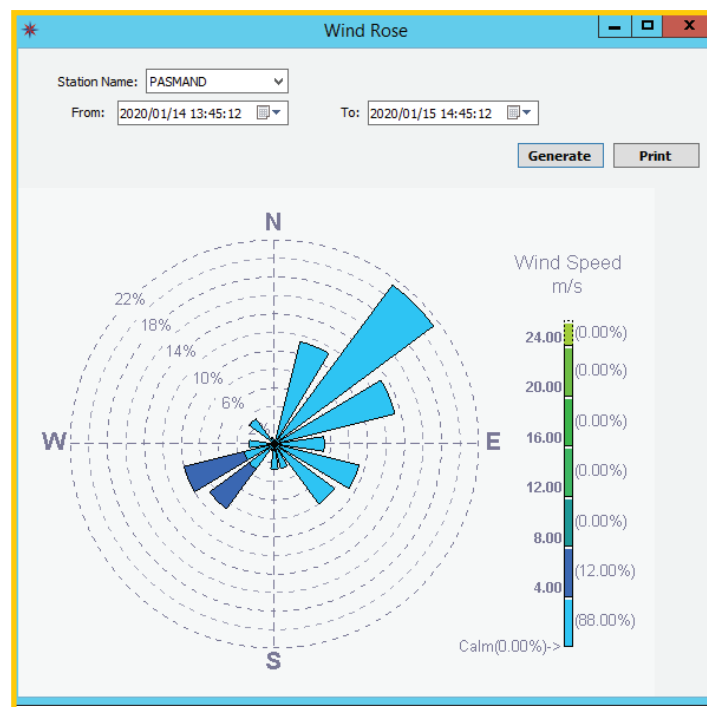 Wind Rose
Station Name: PASMAND
From: 2020/01/14 13:45:12 To: 2020/01/15 14:45:12
Generate Print
N
Wind Speed
m/s
22%
18%
14%
10%
6%
2%
W
E
S
24.00 (0.00%)
20.00 (0.00%)
16.00 (0.00%)
12.00 (0.00%)
8.00 (0.00%)
4.00 (12.00%)
(88.00%)
Calm(0.00%)->